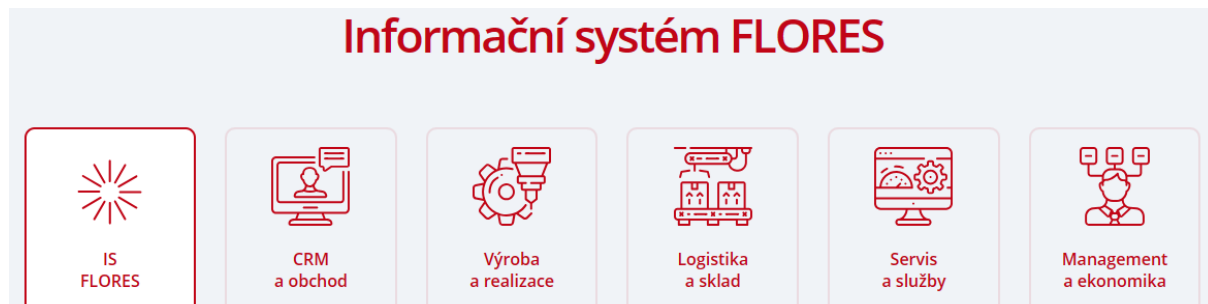 Informační systém FLORES
IS
FLORES
CRM
a obchod
Výroba
a realizace
Logistika
a sklad
Servis
a služby
Management
a ekonomika